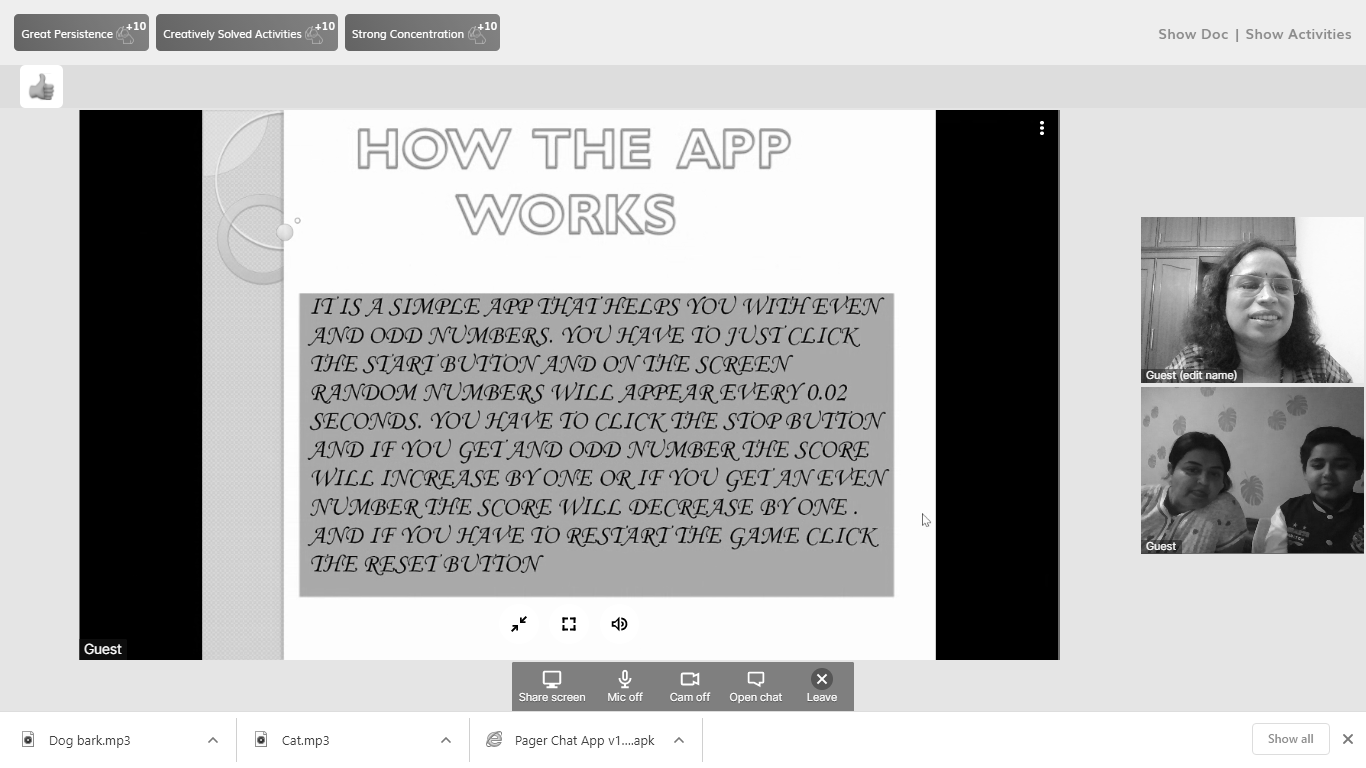 Great Persistence +10
Creatively Solved Activities +10
Strong Concentration +10
Show Doc | Show Activities
HOW THE APP
WORKS
IT IS A SIMPLE APP THAT HELPS YOU WITH EVEN
AND ODD NUMBERS. YOU HAVE TO JUST CLICK
THE START BUTTON AND ON THE SCREEN
RANDOM NUMBERS WILL APPEAR EVERY 0.02
SECONDS. YOU HAVE TO CLICK THE STOP BUTTON
AND IF YOU GET AND ODD NUMBER THE SCORE
WILL INCREASE BY ONE OR IF YOU GET AN EVEN
NUMBER THE SCORE WILL DECREASE BY ONE .
AND IF YOU HAVE TO RESTART THE GAME CLICK
THE RESET BUTTON
Guest
Guest (edit name)
Guest
Share screen
Mic off
Cam off
Open chat
Leave
Dog bark.mp3
Cat.mp3
Pager Chat App v1....apk
Show all